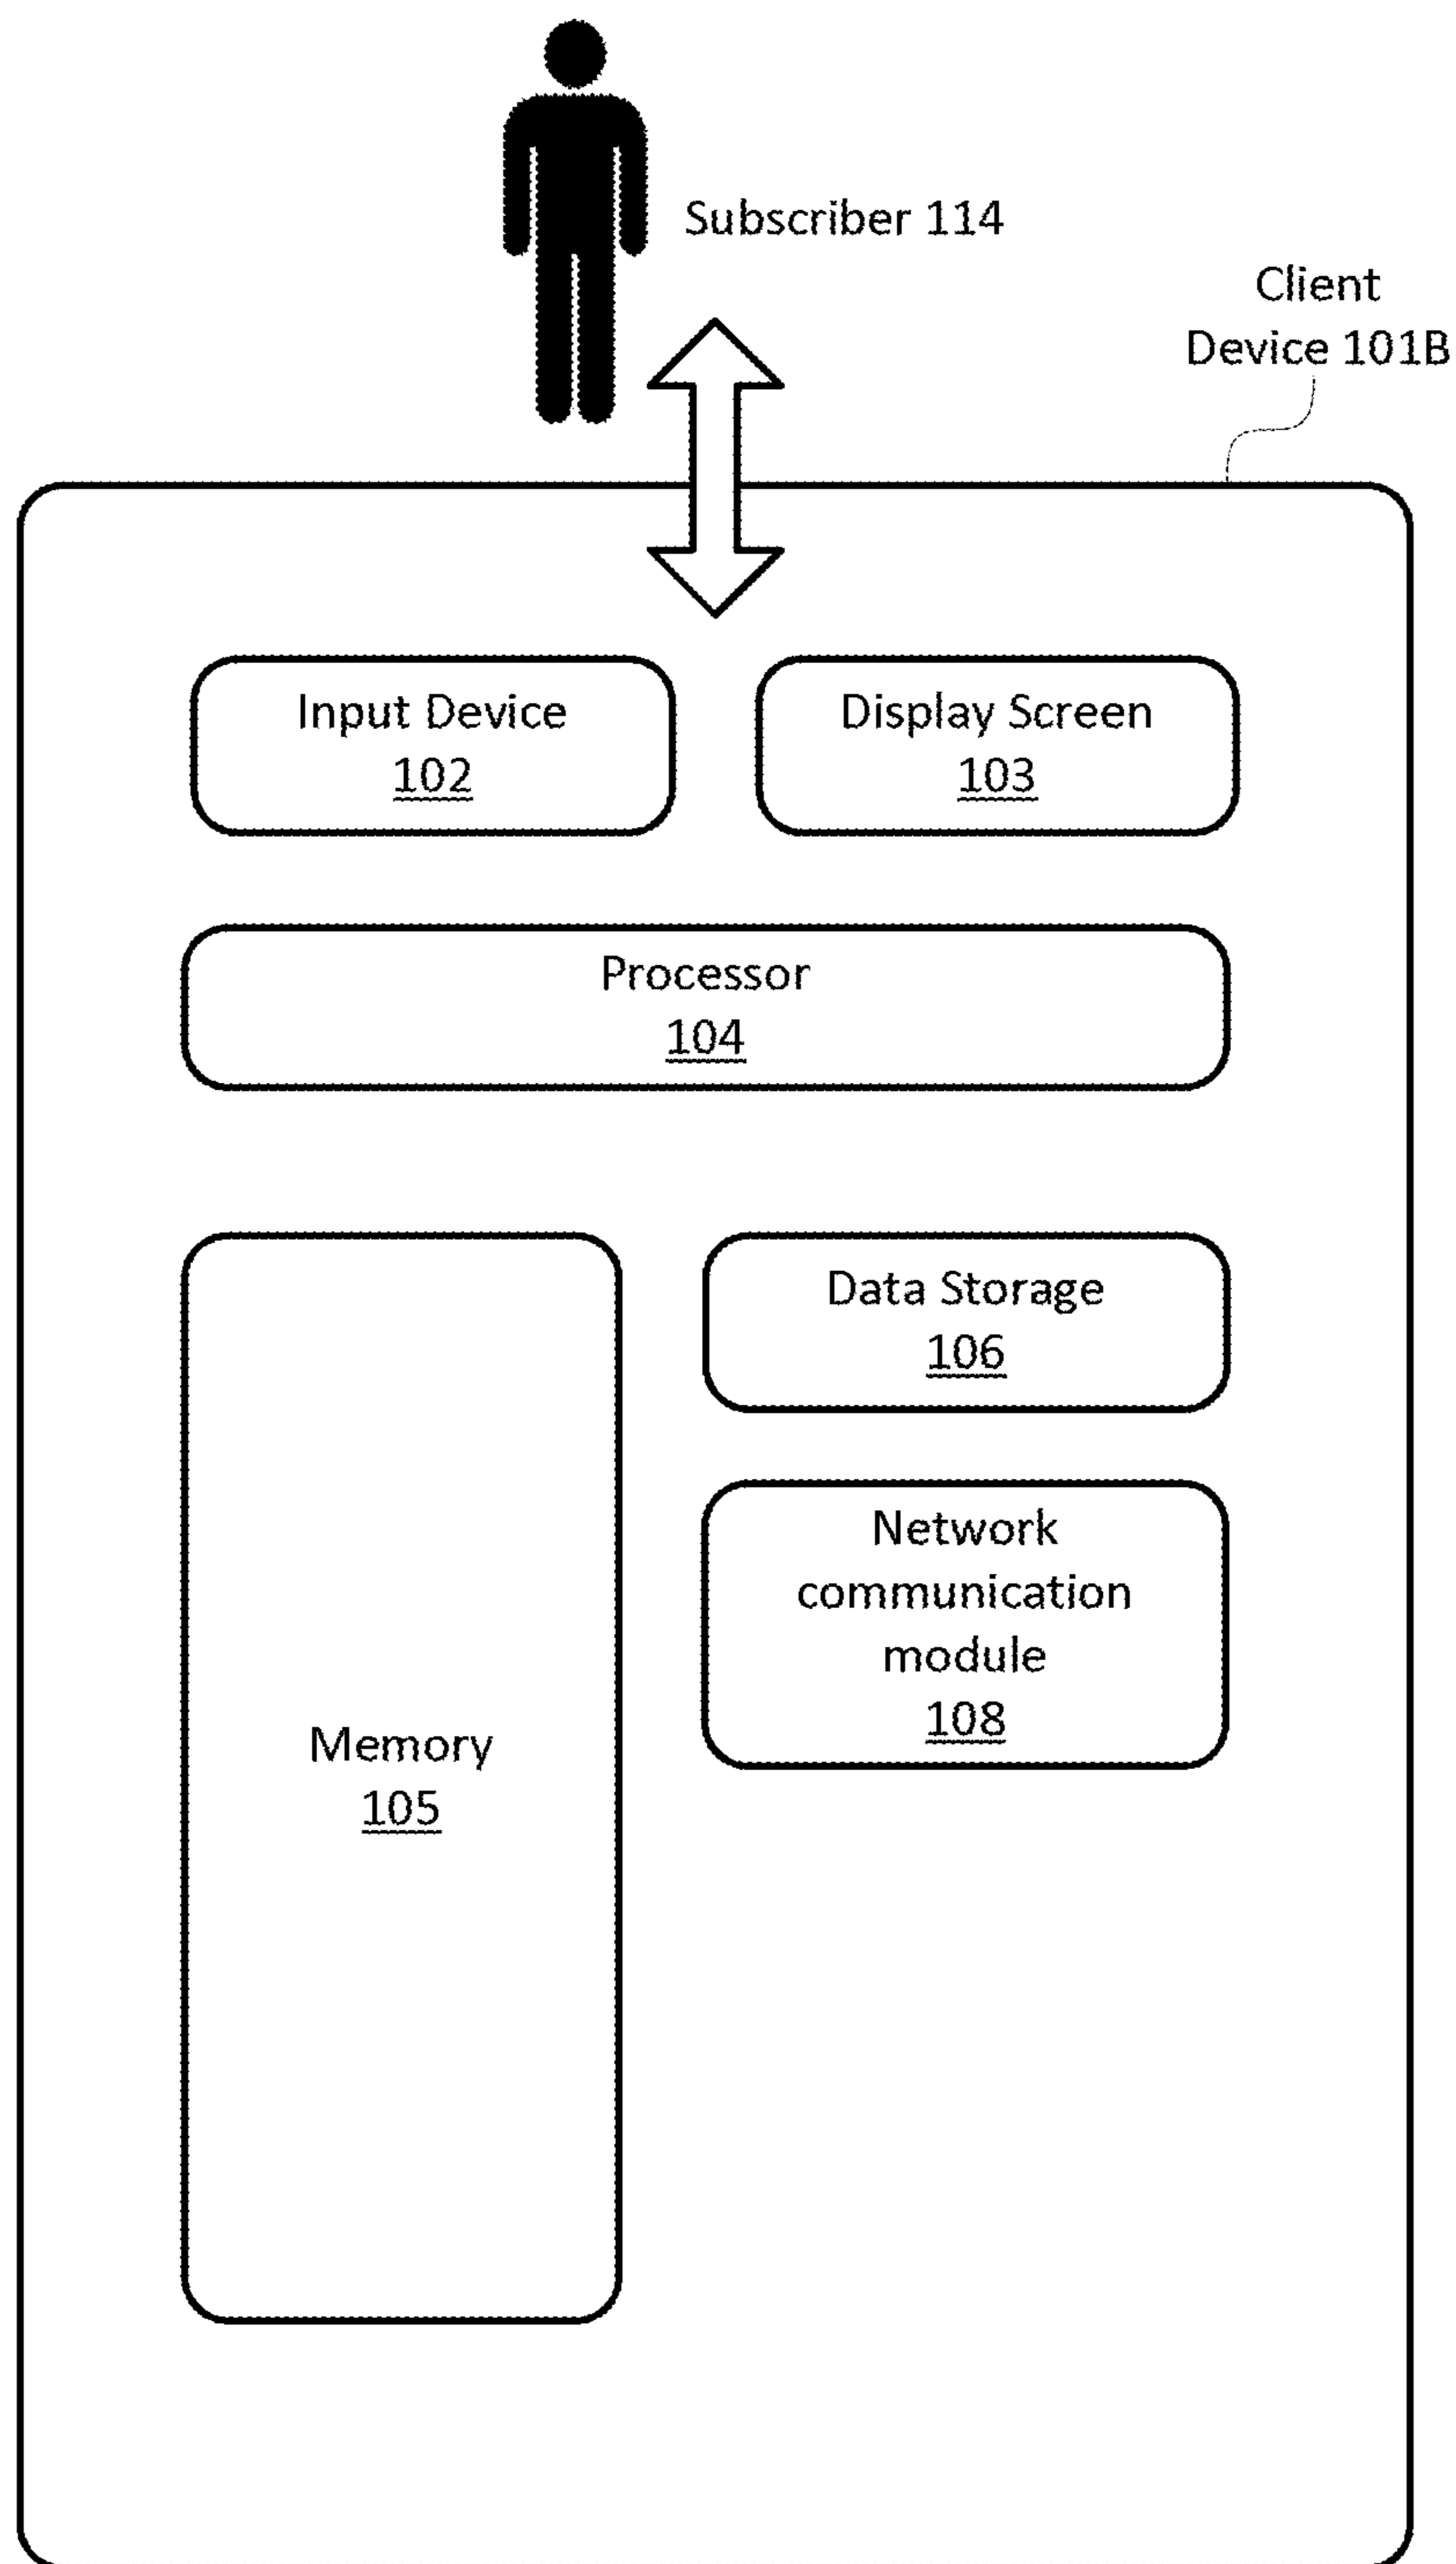 Subscriber 114
Client
Device 101B
Input Device
102
Display Screen
103
Processor
104
Data Storage
106
Network
communication
module
108
Memory
105